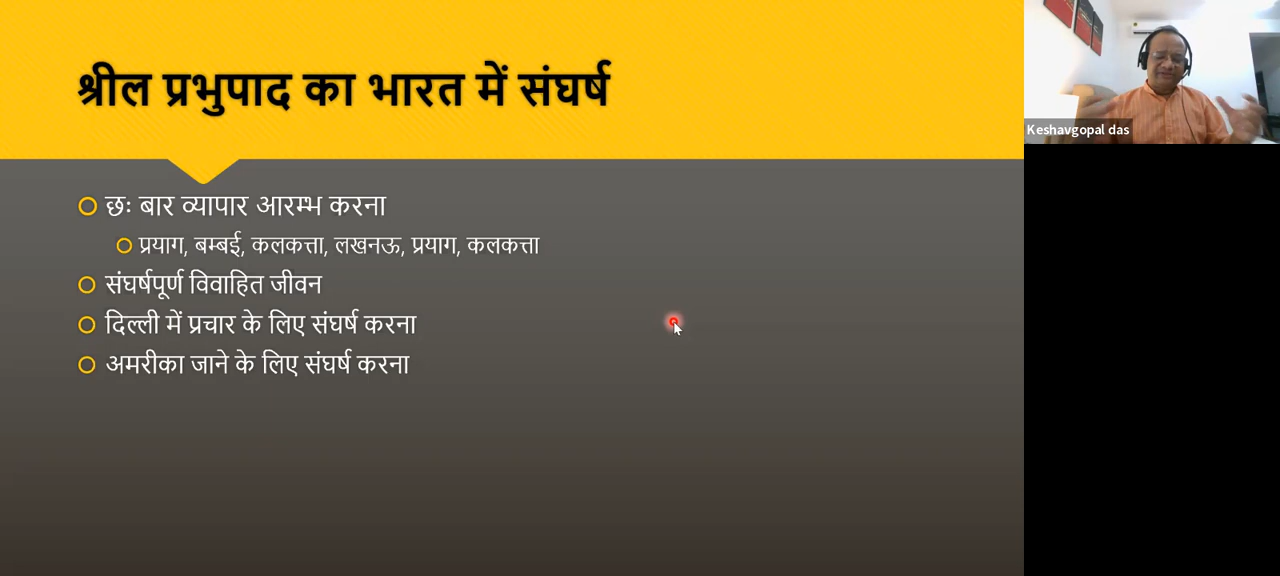 श्रील प्रभुपाद का भारत में संघर्ष
छः बार व्यापार आरम्भ करना
प्रयाग, बम्बई, कलकत्ता, लखनऊ, प्रयाग, कलकत्ता
संघर्षपूर्ण विवाहित जीवन
दिल्ली में प्रचार के लिए संघर्ष करना
अमरीका जाने के लिए संघर्ष करना
Keshavgopal das